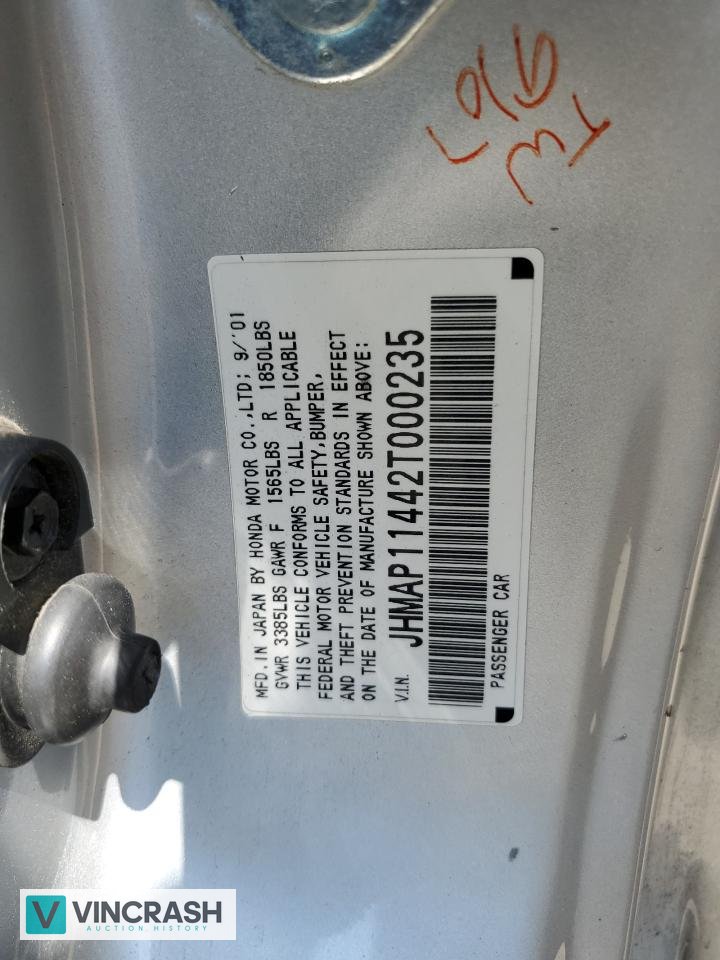 MFD. IN JAPAN BY HONDA MOTOR CO.,LTD; 9/'01
GVWR 3385LBS GAWR F 1565LBS R 1850LBS
THIS VEHICLE CONFORMS TO ALL APPLICABLE
FEDERAL MOTOR VEHICLE SAFETY,BUMPER,
AND THEFT PREVENTION STANDARDS IN EFFECT
ON THE DATE OF MANUFACTURE SHOWN ABOVE:
V.I.N. JHMAP11442T000235
PASSENGER CAR
V VINCRASH
AUCTION.HISTORY